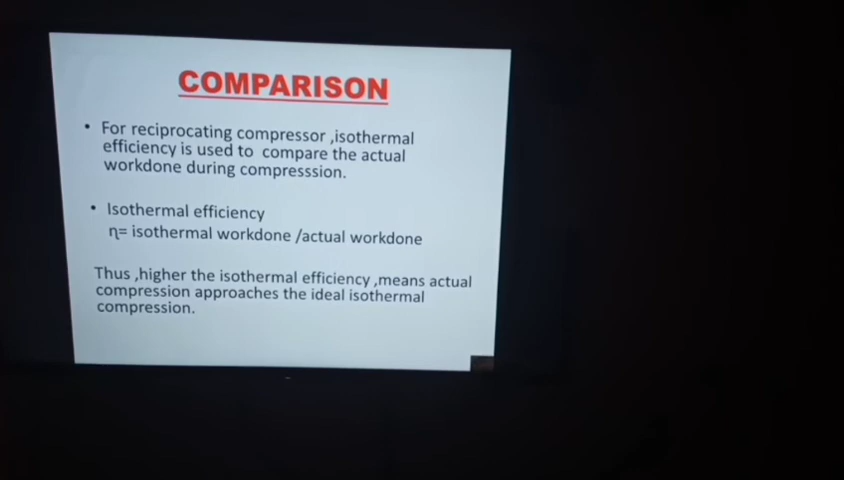 COMPARISON
• For reciprocating compressor ,isothermal
efficiency is used to compare the actual
workdone during compresssion.
• Isothermal efficiency
η= isothermal workdone /actual workdone
Thus ,higher the isothermal efficiency ,means actual
compression approaches the ideal isothermal
compression.